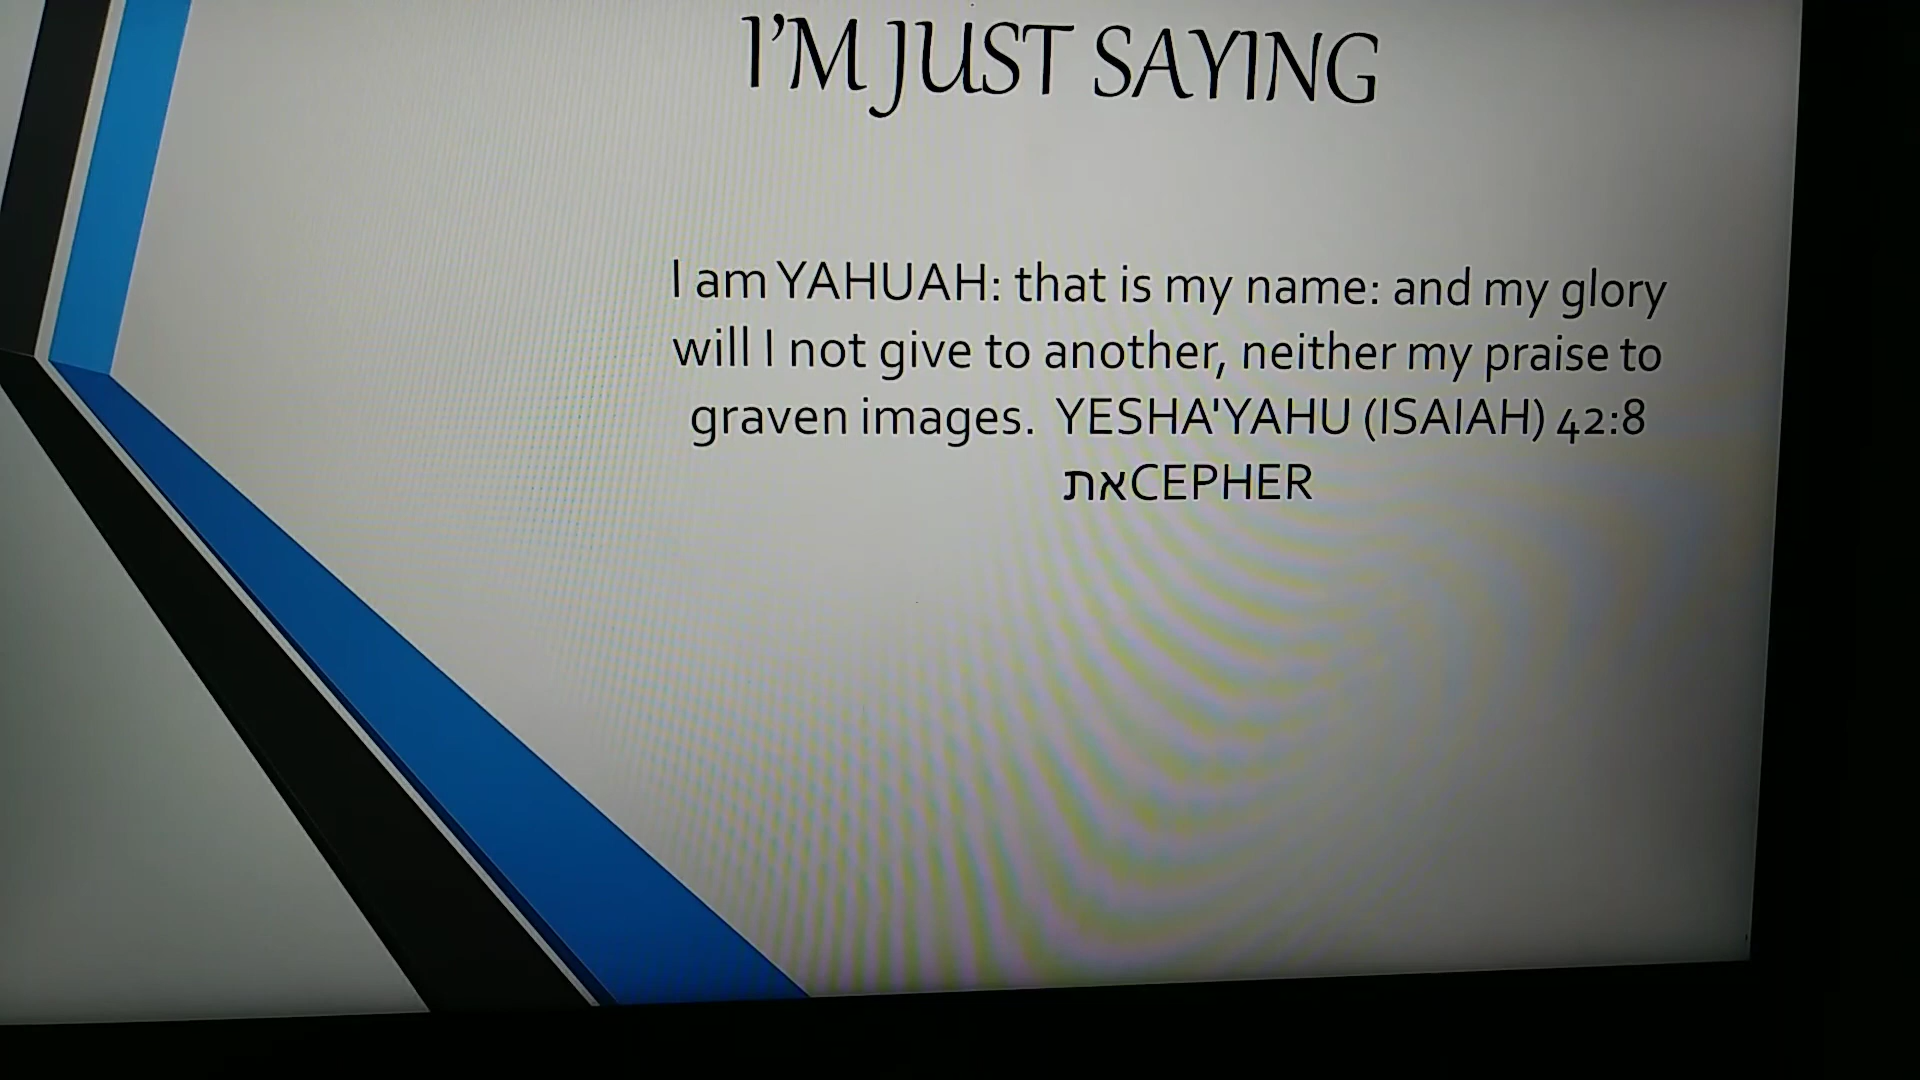 I'M JUST SAYING
I am YAHUAH: that is my name: and my glory
will I not give to another, neither my praise to
graven images. YESHA'YAHU (ISAIAH) 42:8
אתCEPHER